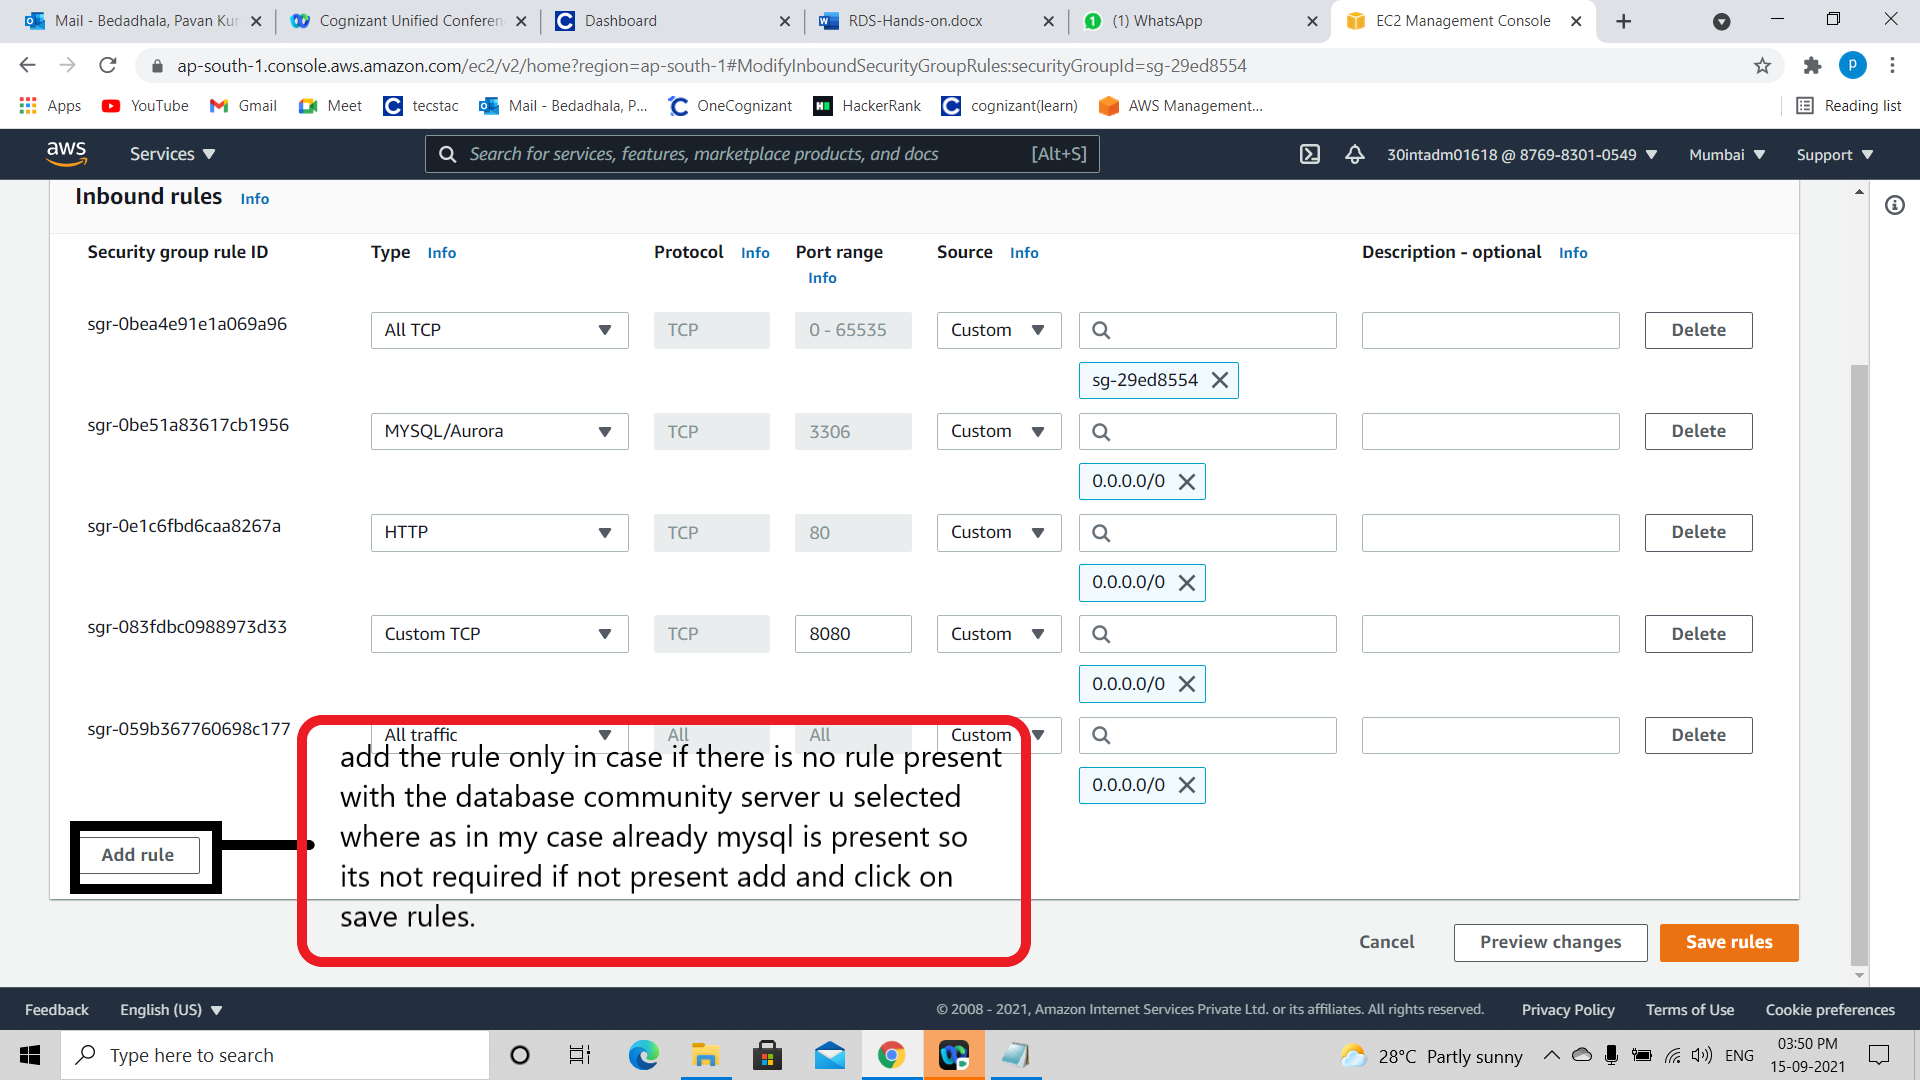 Mail - Bedadhala, Pavan Kur
Cognizant Unified Conferen
Dashboard
RDS-Hands-on.docx
(1) WhatsApp
EC2 Management Console
ap-south-1.console.aws.amazon.com/ec2/v2/home?region=ap-south-1#ModifyInboundSecurityGroupRules:securityGroupId=sg-29ed8554
P
Apps YouTube Gmail Meet tecstac Mail - Bedadhala, P... OneCognizant HackerRank cognizant(learn) AWS Management... Reading list
aws Services Search for services, features, marketplace products, and docs [Alt+S] 30intadm01618 @ 8769-8301-0549 Mumbai Support
Inbound rules Info
Security group rule ID Type Info Protocol Info Port range Source Info Description - optional Info
Info
sgr-0bea4e91e1a069a96 All TCP TCP 0 - 65535 Custom Delete
sg-29ed8554
sgr-0be51a83617cb1956 MYSQL/Aurora TCP 3306 Custom Delete
0.0.0.0/0
sgr-0e1c6fbd6caa8267a HTTP TCP 80 Custom Delete
0.0.0.0/0
sgr-083fdbc0988973d33 Custom TCP TCP 8080 Custom Delete
0.0.0.0/0
sgr-059b367760698c177 All traffic All All Custom Delete
0.0.0.0/0
add the rule only in case if there is no rule present
with the database community server u selected
where as in my case already mysql is present so
its not required if not present add and click on
save rules.
Add rule
Cancel Preview changes Save rules
Feedback English (US) © 2008 - 2021, Amazon Internet Services Private Ltd. or its affiliates. All rights reserved. Privacy Policy Terms of Use Cookie preferences
Type here to search 28°C Partly sunny ENG 03:50 PM
15-09-2021